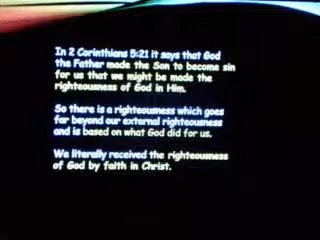 In 2 Corinthians 5:21 it says that God
the Father made the Son to become sin
for us that we might be made the
righteousness of God in Him.
So there is a righteousness which goes
far beyond our external righteousness
and is based on what God did for us.
We literally received the righteousness
of God by faith in Christ.